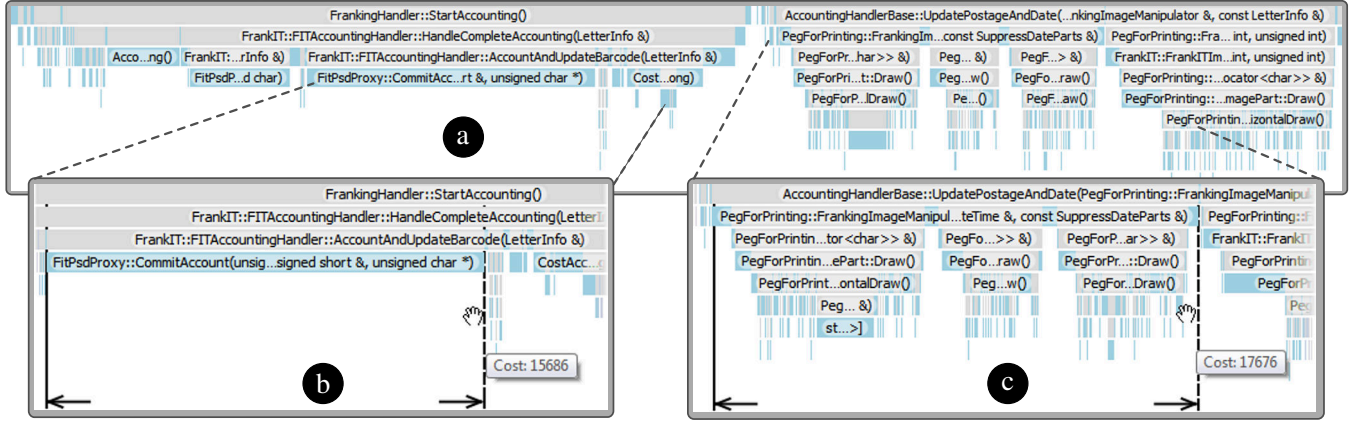 FrankingHandler::StartAccounting()
AccountingHandlerBase::UpdatePostageAndDate(...nkingImageManipulator &, const LetterInfo &)
FrankIT::FITAccountingHandler::HandleCompleteAccounting(LetterInfo &)
PegForPrinting::FrankingIm...const SuppressDateParts &)
PegForPrinting::Fra... int, unsigned int)
Acco...ng()
FrankIT:...rInfo &)
FrankIT::FITAccountingHandler::AccountAndUpdateBarcode(LetterInfo &)
PegForPr...har>> &)
Peg... &)
PegF...> &)
FrankIT::FrankITIm...int, unsigned int)
FitPsdP...d char)
FitPsdProxy::CommitAcc...rt &, unsigned char *)
Cost...ong)
PegForPri...t::Draw()
Peg...w()
PegFo...raw()
PegForPrinting::...ocator<char>> &)
PegForP...lDraw()
Pe...()
PegF...aw()
PegForPrinting::...magePart::Draw()
PegForPrintin...izontalDraw()
a
FrankingHandler::StartAccounting()
FrankIT::FITAccountingHandler::HandleCompleteAccounting(LetterI
FrankIT::FITAccountingHandler::AccountAndUpdateBarcode(LetterInfo &)
FitPsdProxy::CommitAccount(unsig...signed short &, unsigned char *)
CostAcc...
Cost: 15686
b
AccountingHandlerBase::UpdatePostageAndDate(PegForPrinting::FrankingImageManipul
PegForPrinting::FrankingImageManipul...teTime &, const SuppressDateParts &)
PegForPrinting::F
PegForPrintin...tor<char>> &)
PegFo...>> &)
PegForP...ar>> &)
FrankIT::FrankIT
PegForPrintin...ePart::Draw()
PegFo...raw()
PegForPr...::Draw()
PegForPrintin
PegForPrint...ontalDraw()
Peg...w()
PegFor...Draw()
PegForP
Peg... &)
Peg
st...>]
Cost: 17676
c